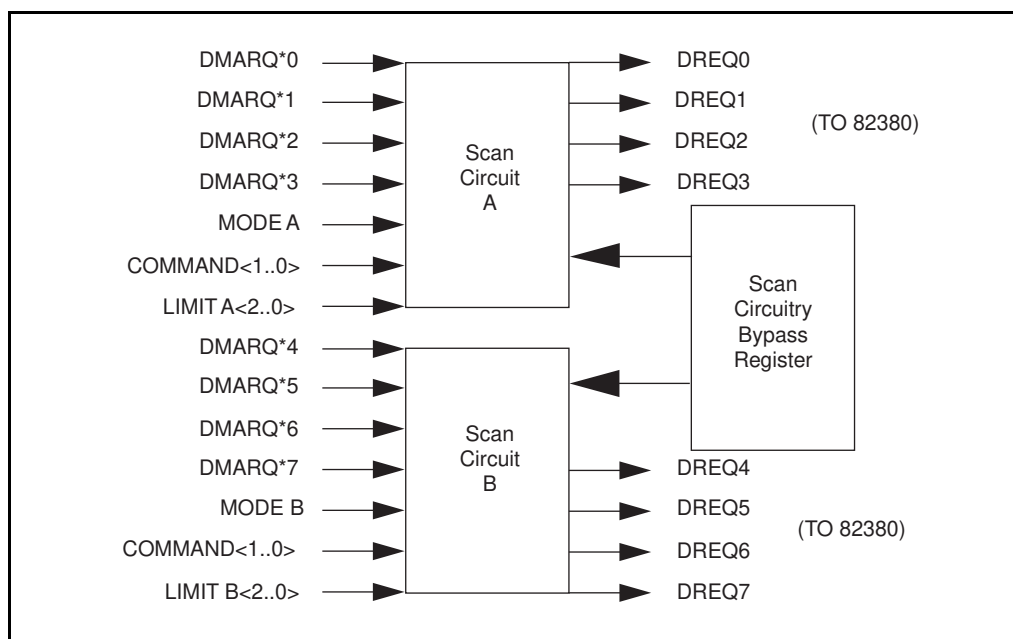 DMARQ*0
DMARQ*1
DMARQ*2
DMARQ*3
MODE A
COMMAND<1..0>
LIMIT A<2..0>
Scan
Circuit
A
DREQ0
DREQ1
DREQ2
DREQ3
(TO 82380)
Scan
Circuitry
Bypass
Register
DMARQ*4
DMARQ*5
DMARQ*6
DMARQ*7
MODE B
COMMAND<1..0>
LIMIT B<2..0>
Scan
Circuit
B
DREQ4
DREQ5
DREQ6
DREQ7
(TO 82380)